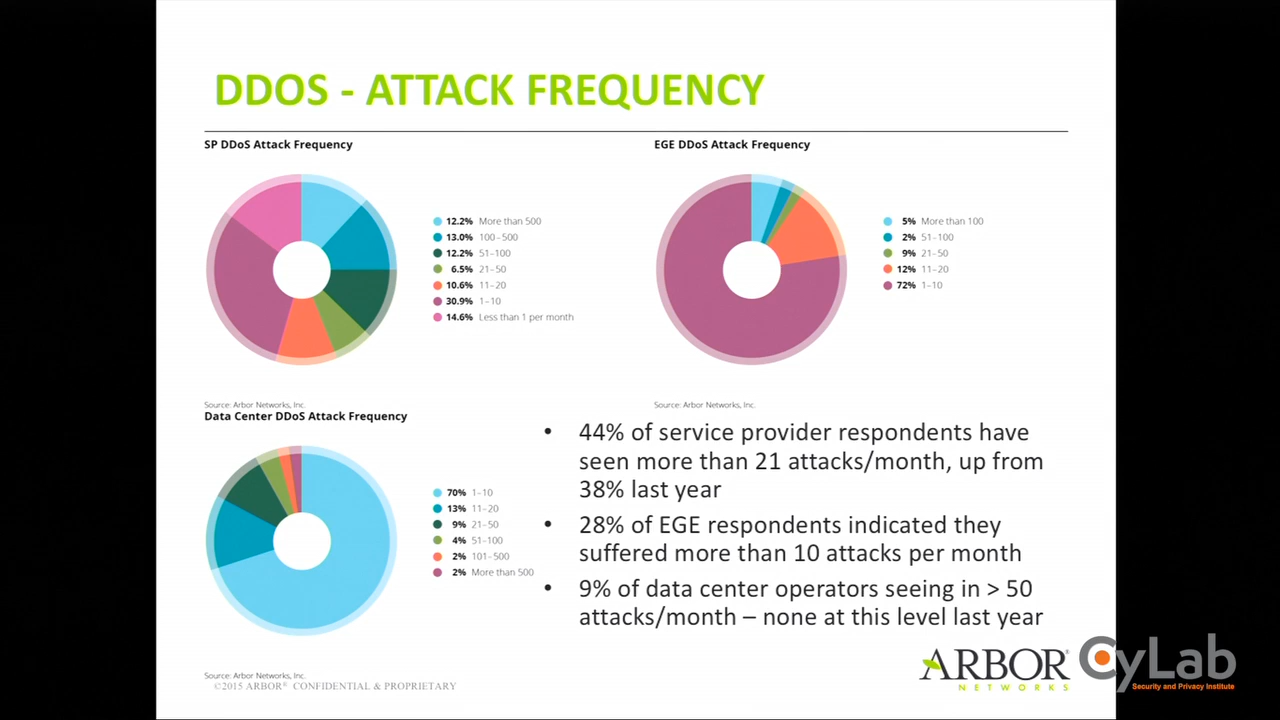 DDOS - ATTACK FREQUENCY
SP DDoS Attack Frequency
12.2% More than 500
13.0% 100–500
12.2% 51–100
6.5% 21–50
10.6% 11–20
30.9% 1–10
14.6% Less than 1 per month
Source: Arbor Networks, Inc.
EGE DDoS Attack Frequency
5% More than 100
2% 51–100
9% 21–50
12% 11–20
72% 1–10
Source: Arbor Networks, Inc.
Data Center DDoS Attack Frequency
70% 1–10
13% 11–20
9% 21–50
4% 51–100
2% 101–500
2% More than 500
Source: Arbor Networks, Inc.
• 44% of service provider respondents have
seen more than 21 attacks/month, up from
38% last year
• 28% of EGE respondents indicated they
suffered more than 10 attacks per month
• 9% of data center operators seeing in > 50
attacks/month – none at this level last year
©2015 ARBOR® CONFIDENTIAL & PROPRIETARY
ARBOR®
NETWORKS
CyLab
Security and Privacy Institute